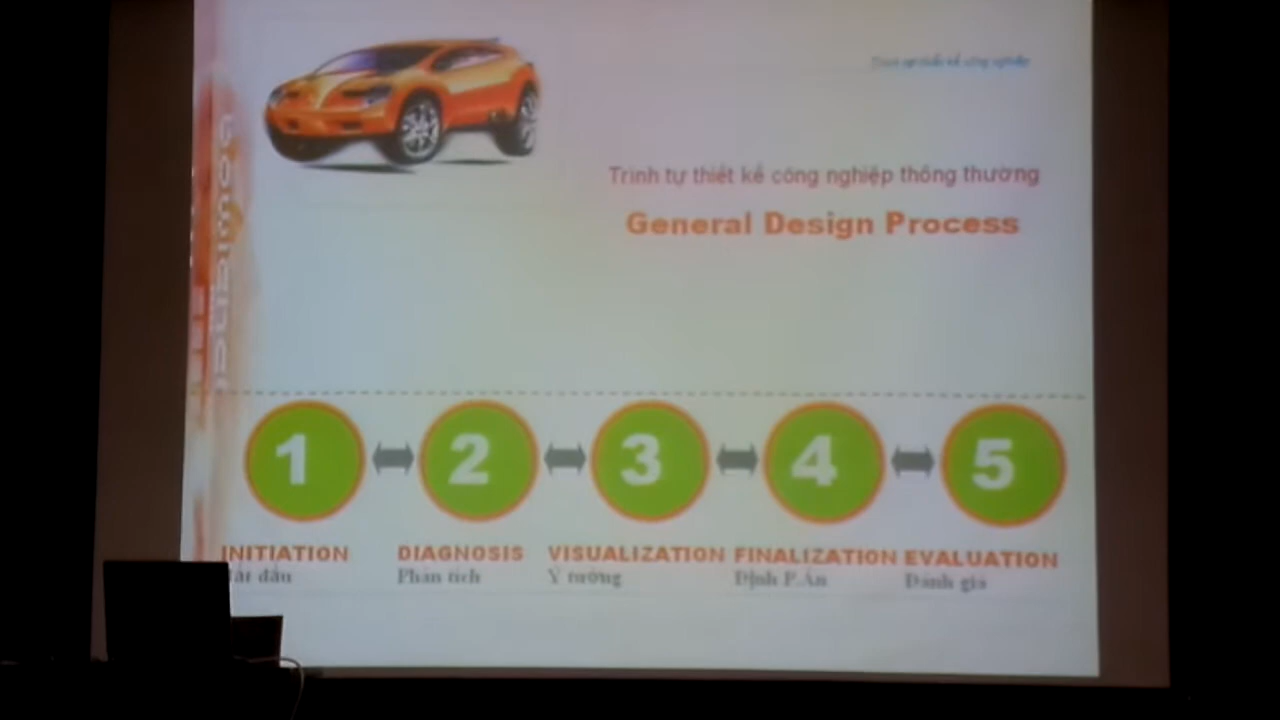 Trình tự thiết kế công nghiệp thông thường
General Design Process
1
2
3
4
5
INITIATION
DIAGNOSIS
VISUALIZATION
FINALIZATION
EVALUATION
Phân tích
Ý tưởng
Định P.Án
Đánh giá